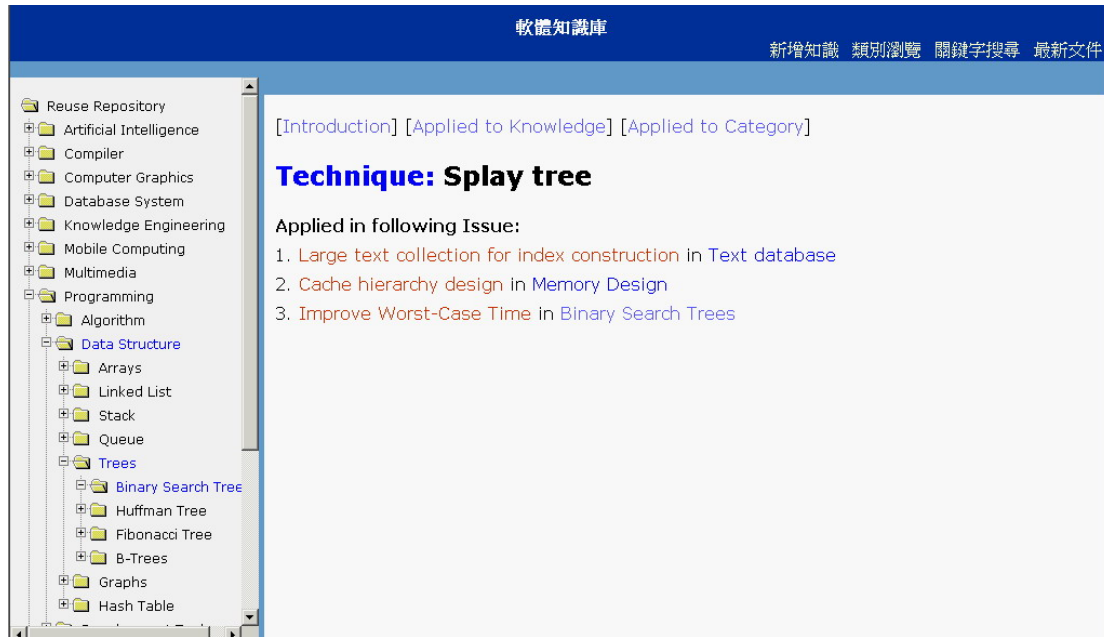 軟體知識庫
新增知識 類別瀏覽 關鍵字搜尋 最新文件
Reuse Repository
Artificial Intelligence
Compiler
Computer Graphics
Database System
Knowledge Engineering
Mobile Computing
Multimedia
Programming
Algorithm
Data Structure
Arrays
Linked List
Stack
Queue
Trees
Binary Search Tree
Huffman Tree
Fibonacci Tree
B-Trees
Graphs
Hash Table
[Introduction] [Applied to Knowledge] [Applied to Category]
Technique: Splay tree
Applied in following Issue:
1. Large text collection for index construction in Text database
2. Cache hierarchy design in Memory Design
3. Improve Worst-Case Time in Binary Search Trees